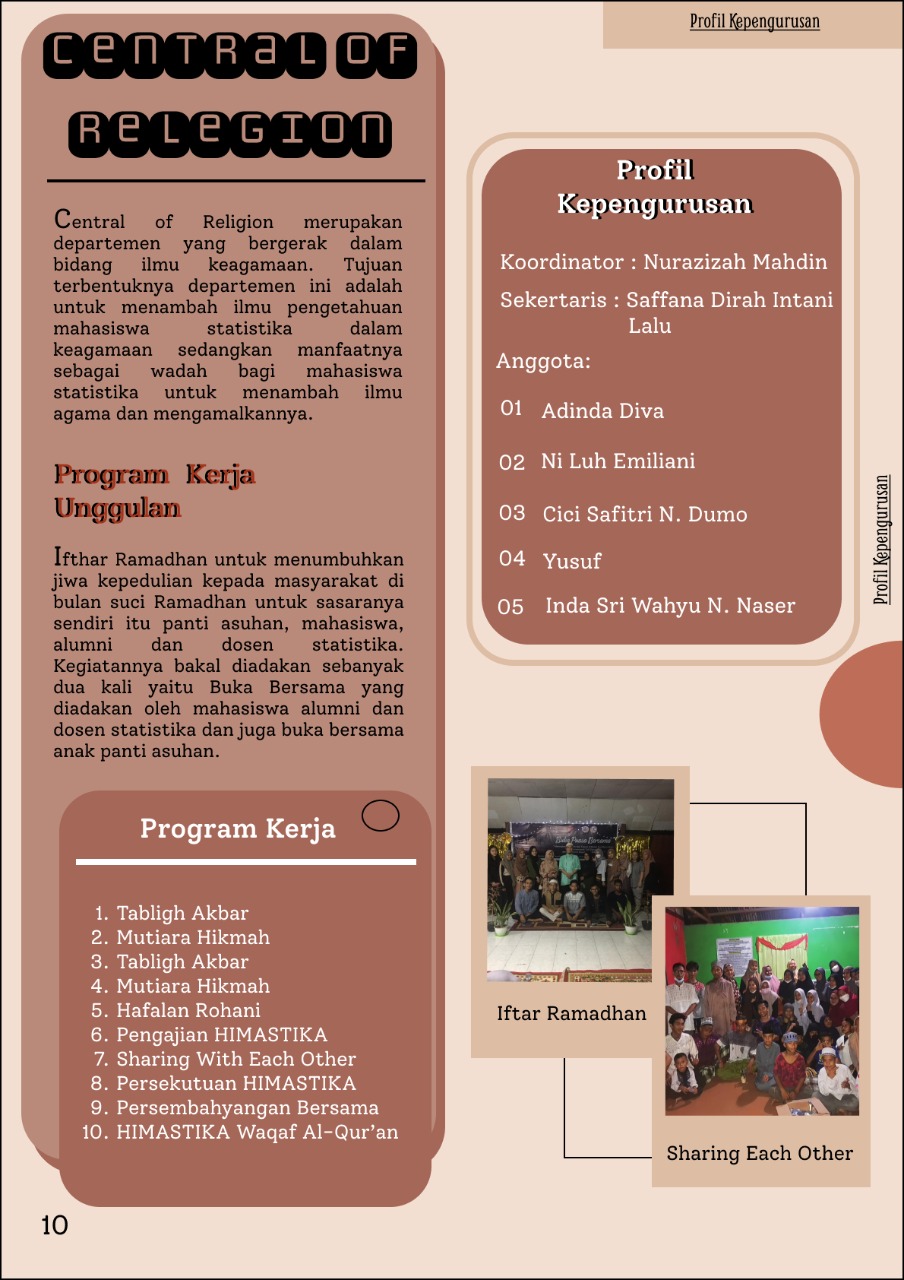 Profil Kepengurusan
CeNTRaL OF
ReLeGION
Central of Religion merupakan
departemen yang bergerak dalam
bidang ilmu keagamaan. Tujuan
terbentuknya departemen ini adalah
untuk menambah ilmu pengetahuan
mahasiswa statistika dalam
keagamaan sedangkan manfaatnya
sebagai wadah bagi mahasiswa
statistika untuk menambah ilmu
agama dan mengamalkannya.
Program Kerja
Unggulan
Ifthar Ramadhan untuk menumbuhkan
jiwa kepedulian kepada masyarakat di
bulan suci Ramadhan untuk sasaranya
sendiri itu panti asuhan, mahasiswa,
alumni dan dosen statistika.
Kegiatannya bakal diadakan sebanyak
dua kali yaitu Buka Bersama yang
diadakan oleh mahasiswa alumni dan
dosen statistika dan juga buka bersama
anak panti asuhan.
Program Kerja
1. Tabligh Akbar
2. Mutiara Hikmah
3. Tabligh Akbar
4. Mutiara Hikmah
5. Hafalan Rohani
6. Pengajian HIMASTIKA
7. Sharing With Each Other
8. Persekutuan HIMASTIKA
9. Persembahyangan Bersama
10. HIMASTIKA Waqaf Al-Qur'an
Profil
Kepengurusan
Koordinator : Nurazizah Mahdin
Sekertaris : Saffana Dirah Intani
Lalu
Anggota:
01 Adinda Diva
02 Ni Luh Emiliani
03 Cici Safitri N. Dumo
04 Yusuf
05 Inda Sri Wahyu N. Naser
Profil Kepengurusan
Buka Puasa Bersama
Iftar Ramadhan
Sharing Each Other
10